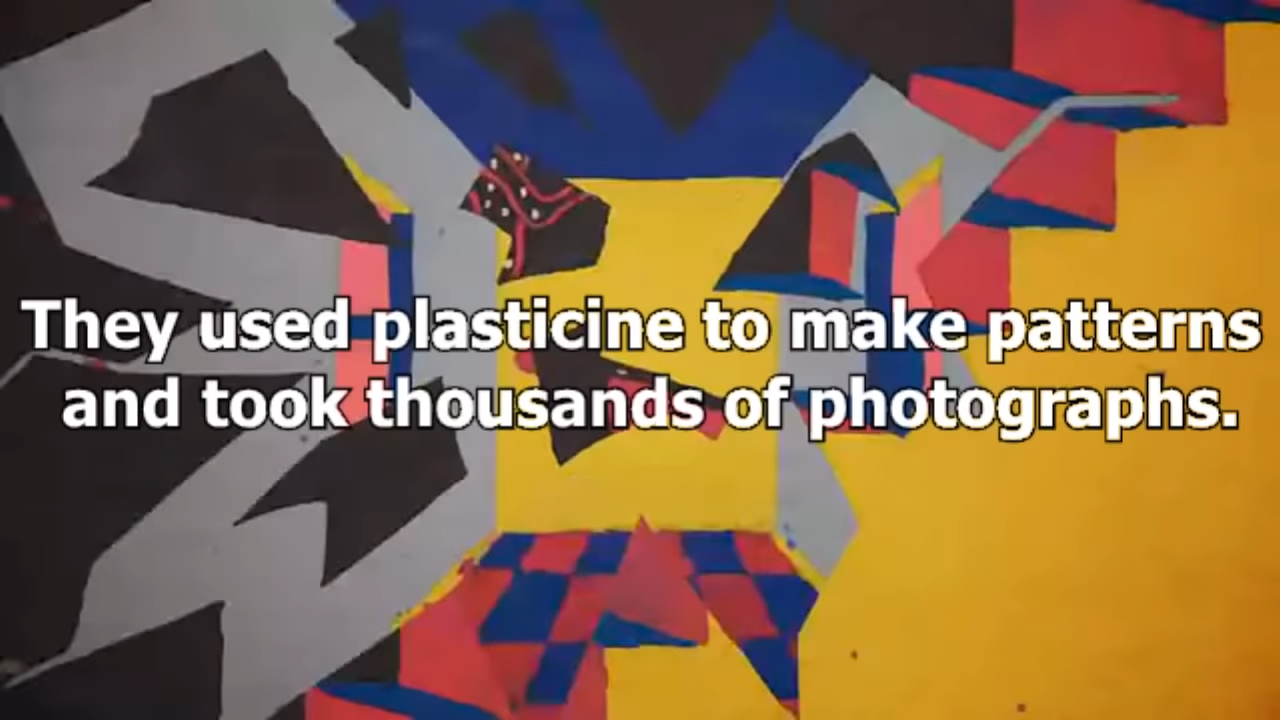 They used plasticine to make patterns
and took thousands of photographs.